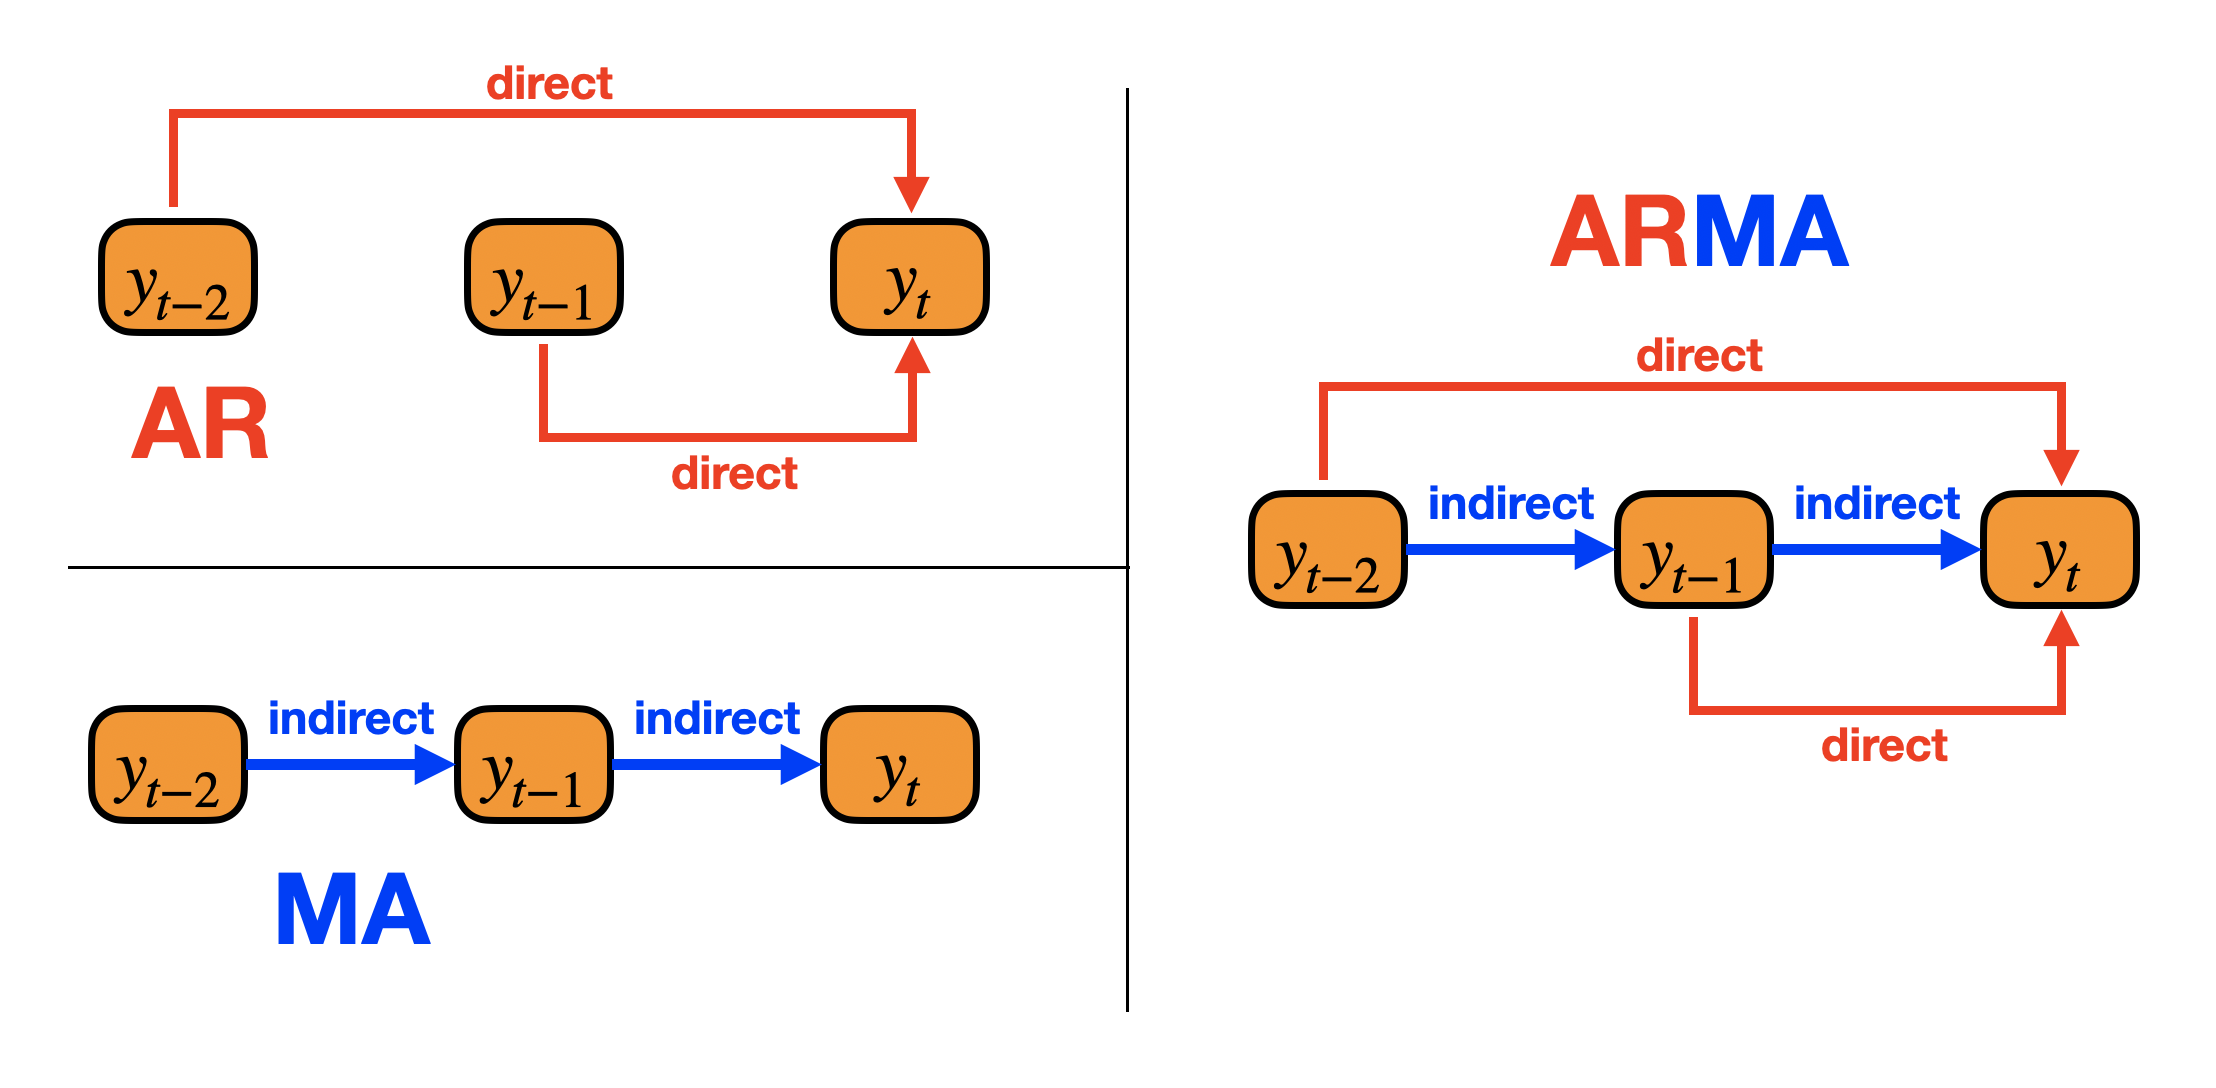 direct
y_{t-2} y_{t-1} y_t
AR
direct
indirect indirect
y_{t-2} y_{t-1} y_t
MA
ARMA
direct
indirect indirect
y_{t-2} y_{t-1} y_t
direct